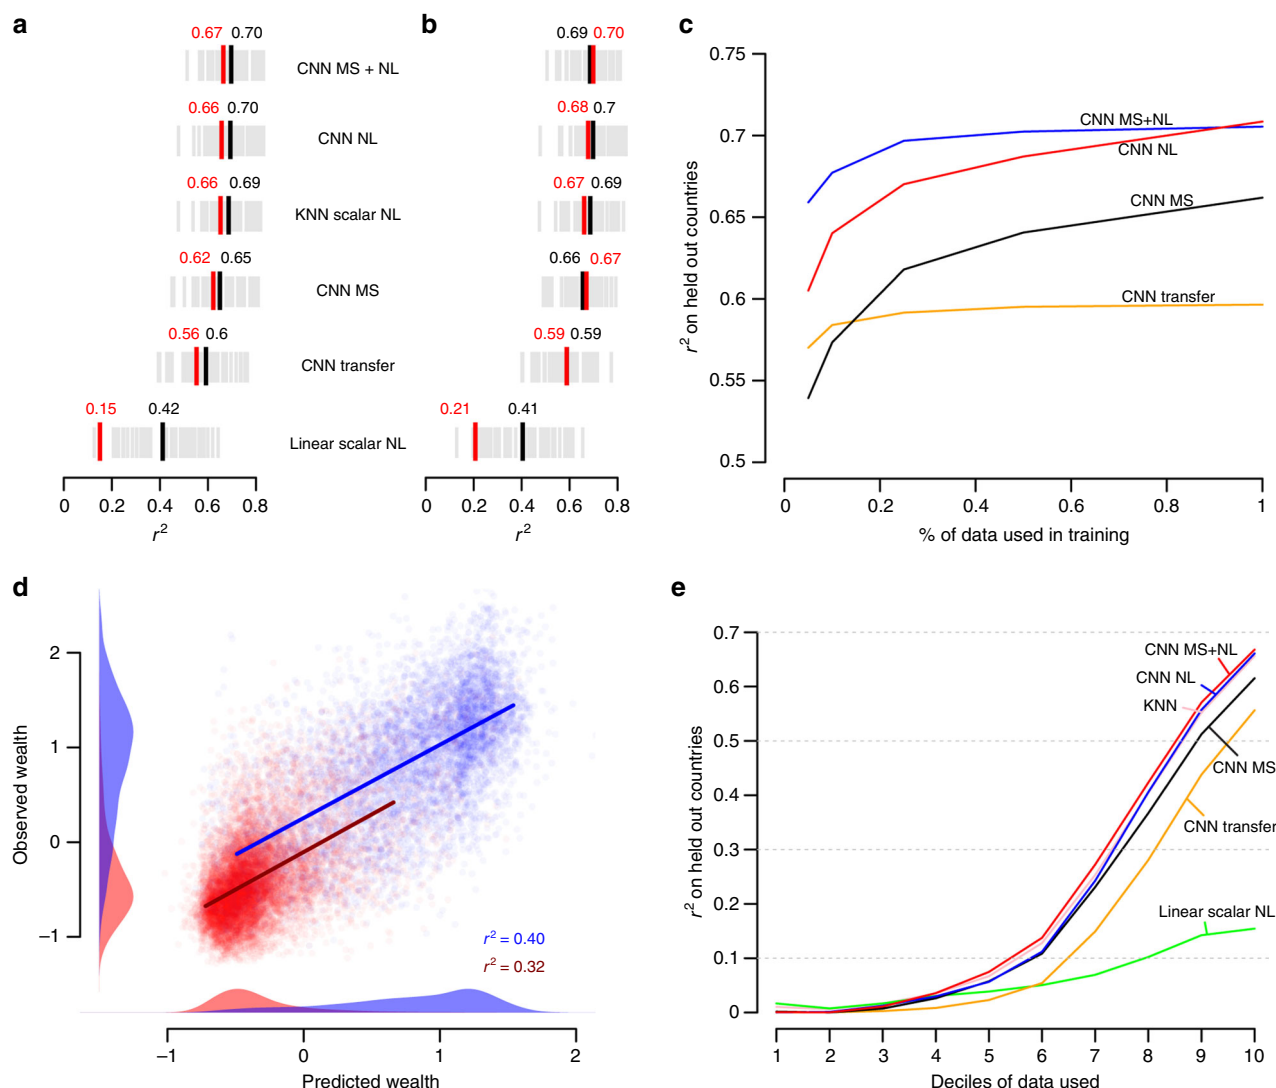 a
0.67 0.70
CNN MS + NL
0.66 0.70
CNN NL
0.66 0.69
KNN scalar NL
0.62 0.65
CNN MS
0.56 0.6
CNN transfer
0.15 0.42
Linear scalar NL
0 0.2 0.4 0.6 0.8
r²
b
0.69 0.70
0.68 0.7
0.67 0.69
0.66 0.67
0.59 0.59
0.21 0.41
0 0.2 0.4 0.6 0.8
r²
c
0.75
0.7
0.65
0.6
0.55
0.5
r² on held out countries
CNN MS+NL
CNN NL
CNN MS
CNN transfer
0 0.2 0.4 0.6 0.8 1
% of data used in training
d
2
1
0
–1
Observed wealth
r² = 0.40
r² = 0.32
–1 0 1 2
Predicted wealth
e
0.7
0.6
0.5
0.4
0.3
0.2
0.1
0
r² on held out countries
CNN MS+NL
CNN NL
KNN
CNN MS
CNN transfer
Linear scalar NL
1 2 3 4 5 6 7 8 9 10
Deciles of data used